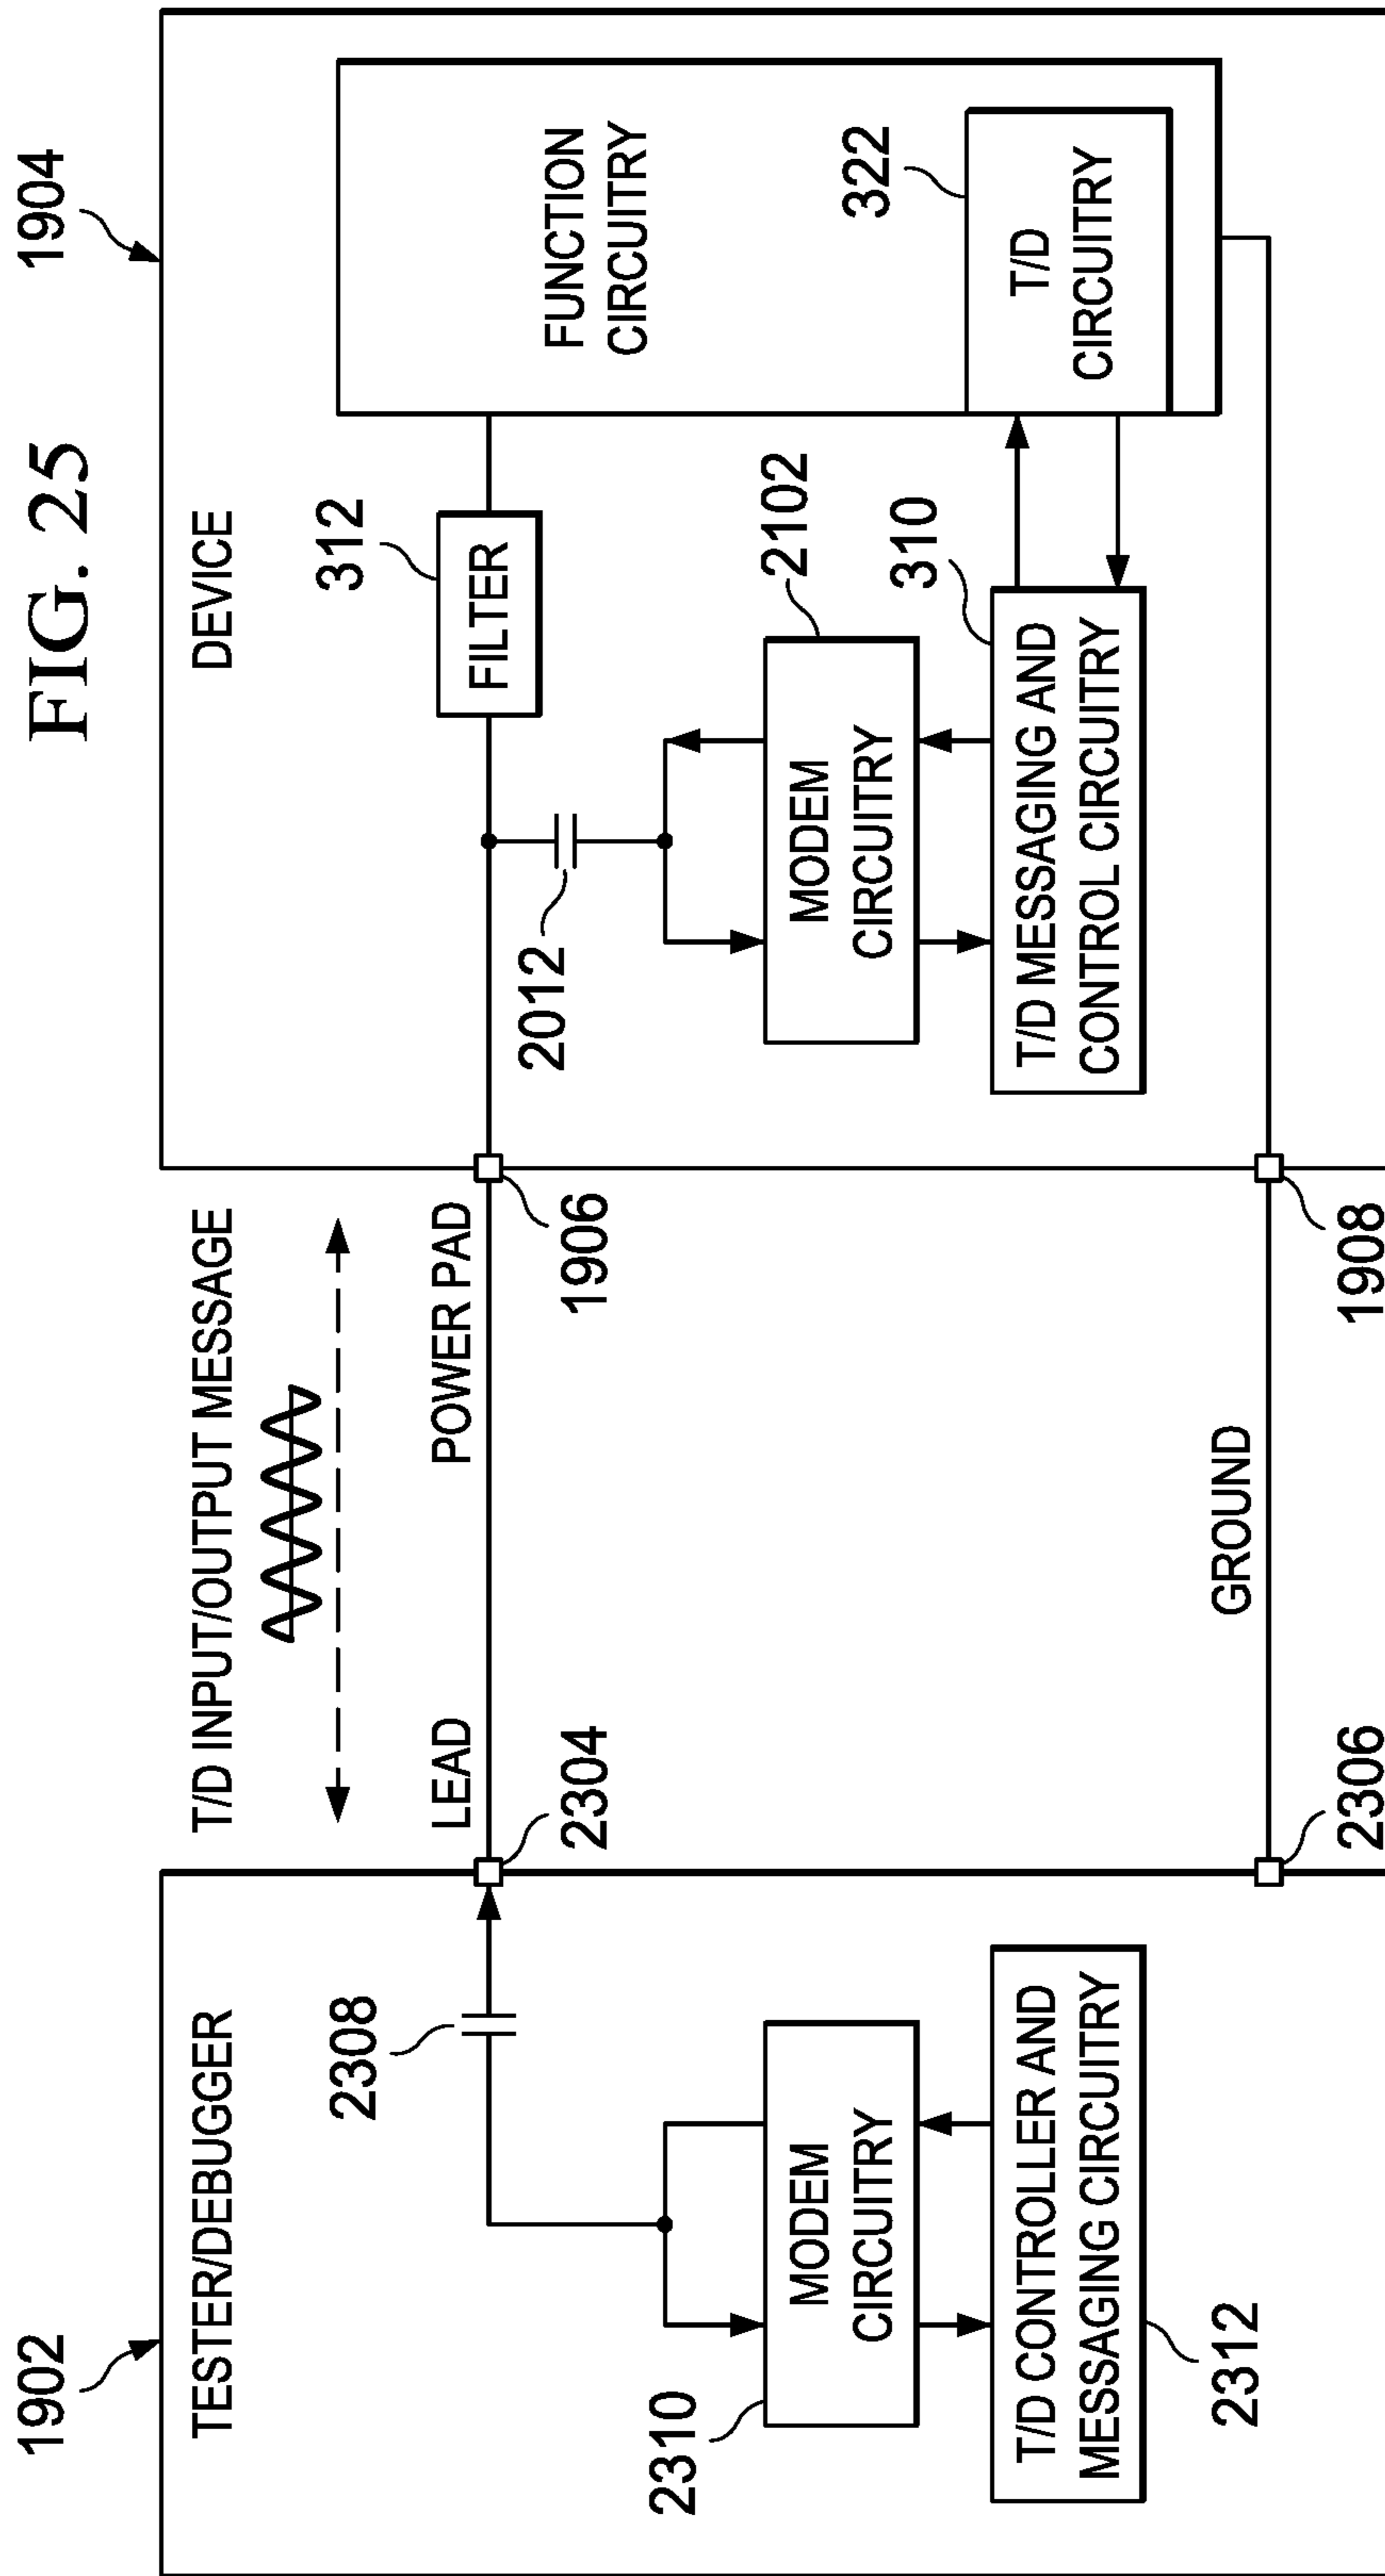 FIG. 25
1902
1904
TESTER/DEBUGGER
T/D INPUT/OUTPUT MESSAGE
DEVICE
2308
312
LEAD
POWER PAD
FILTER
FUNCTION
CIRCUITRY
2304
1906
2012
2310
MODEM
CIRCUITRY
2102
MODEM
CIRCUITRY
322
310
T/D CONTROLLER AND
MESSAGING CIRCUITRY
T/D MESSAGING AND
CONTROL CIRCUITRY
T/D
CIRCUITRY
2312
GROUND
2306
1908